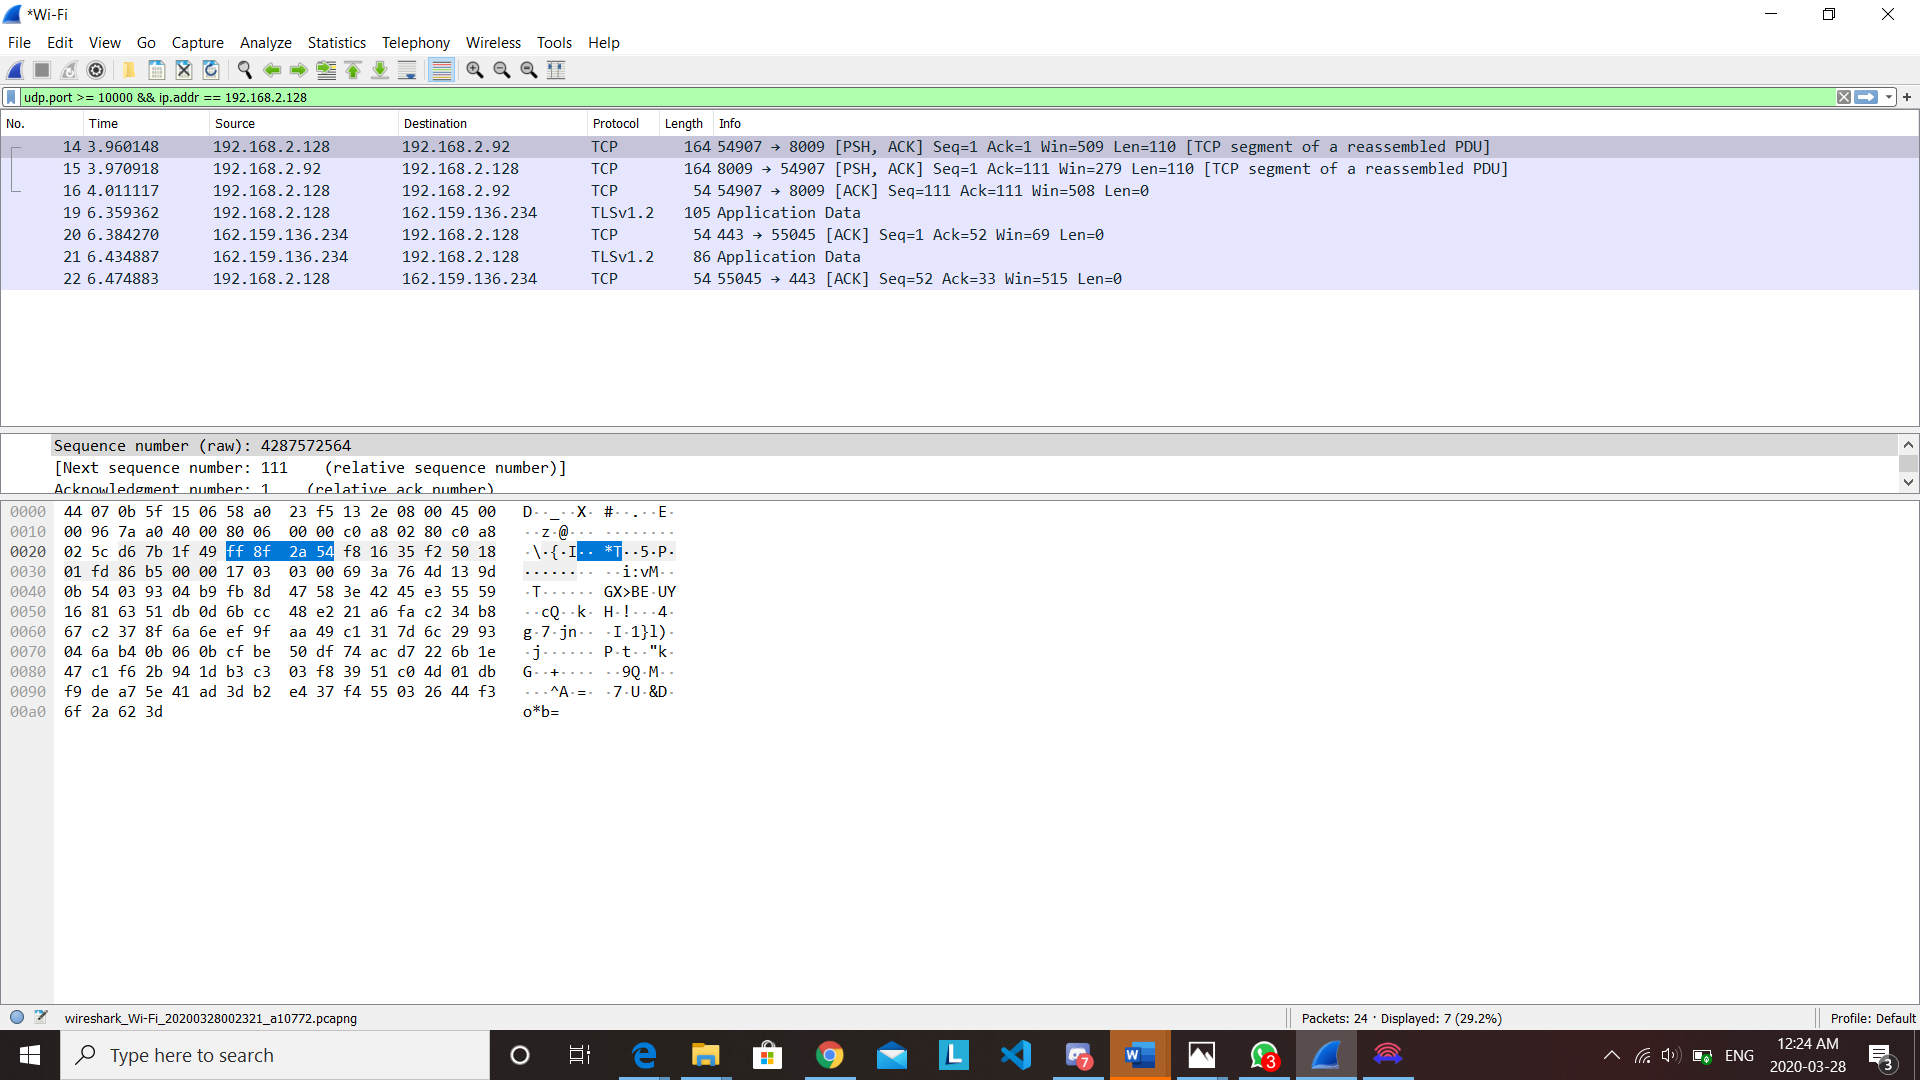 *Wi-Fi
File Edit View Go Capture Analyze Statistics Telephony Wireless Tools Help
udp.port >= 10000 && ip.addr == 192.168.2.128
No. Time Source Destination Protocol Length Info
14 3.960148 192.168.2.128 192.168.2.92 TCP 164 54907 → 8009 [PSH, ACK] Seq=1 Ack=1 Win=509 Len=110 [TCP segment of a reassembled PDU]
15 3.970918 192.168.2.92 192.168.2.128 TCP 164 8009 → 54907 [PSH, ACK] Seq=1 Ack=111 Win=279 Len=110 [TCP segment of a reassembled PDU]
16 4.011117 192.168.2.128 192.168.2.92 TCP 54 54907 → 8009 [ACK] Seq=111 Ack=111 Win=508 Len=0
19 6.359362 192.168.2.128 162.159.136.234 TLSv1.2 105 Application Data
20 6.384270 162.159.136.234 192.168.2.128 TCP 54 443 → 55045 [ACK] Seq=1 Ack=52 Win=69 Len=0
21 6.434887 162.159.136.234 192.168.2.128 TLSv1.2 86 Application Data
22 6.474883 192.168.2.128 162.159.136.234 TCP 54 55045 → 443 [ACK] Seq=52 Ack=33 Win=515 Len=0
Sequence number (raw): 4287572564
[Next sequence number: 111 (relative sequence number)]
Acknowledgment number: 1 (relative ack number)
0000 44 07 0b 5f 15 06 58 a0 23 f5 13 2e 08 00 45 00 D··_··X· #·.··E·
0010 00 96 7a a0 40 00 80 06 00 00 c0 a8 02 80 c0 a8 ··z·@··· ········
0020 02 5c d6 7b 1f 49 ff 8f 2a 54 f8 16 35 f2 50 18 ·\·{·I·· *T··5·P·
0030 01 fd 86 b5 00 00 17 03 03 00 69 3a 76 4d 13 9d ········ ··i:vM··
0040 0b 54 03 93 04 b9 fb 8d 47 58 3e 42 45 e3 55 59 ·T······ GX>BE·UY
0050 16 81 63 51 db 0d 6b cc 48 e2 21 a6 fa c2 34 b8 ··cQ··k· H·!···4·
0060 67 c2 37 8f 6a 6e ef 9f aa 49 c1 31 7d 6c 29 93 g·7·jn·· ·I·1}l)·
0070 04 6a b4 0b 06 0b cf be 50 df 74 ac d7 22 6b 1e ·j······ P·t··"k·
0080 47 c1 f6 2b 94 1d b3 c3 03 f8 39 51 c0 4d 01 db G··+···· ··9Q·M··
0090 f9 de a7 5e 41 ad 3d b2 e4 37 f4 55 03 26 44 f3 ···^A·=· ·7·U·&D·
00a0 6f 2a 62 3d o*b=
wireshark_Wi-Fi_20200328002321_a10772.pcapng Packets: 24 · Displayed: 7 (29.2%) Profile: Default
Type here to search L 7 W 3 ENG 12:24 AM 3
2020-03-28